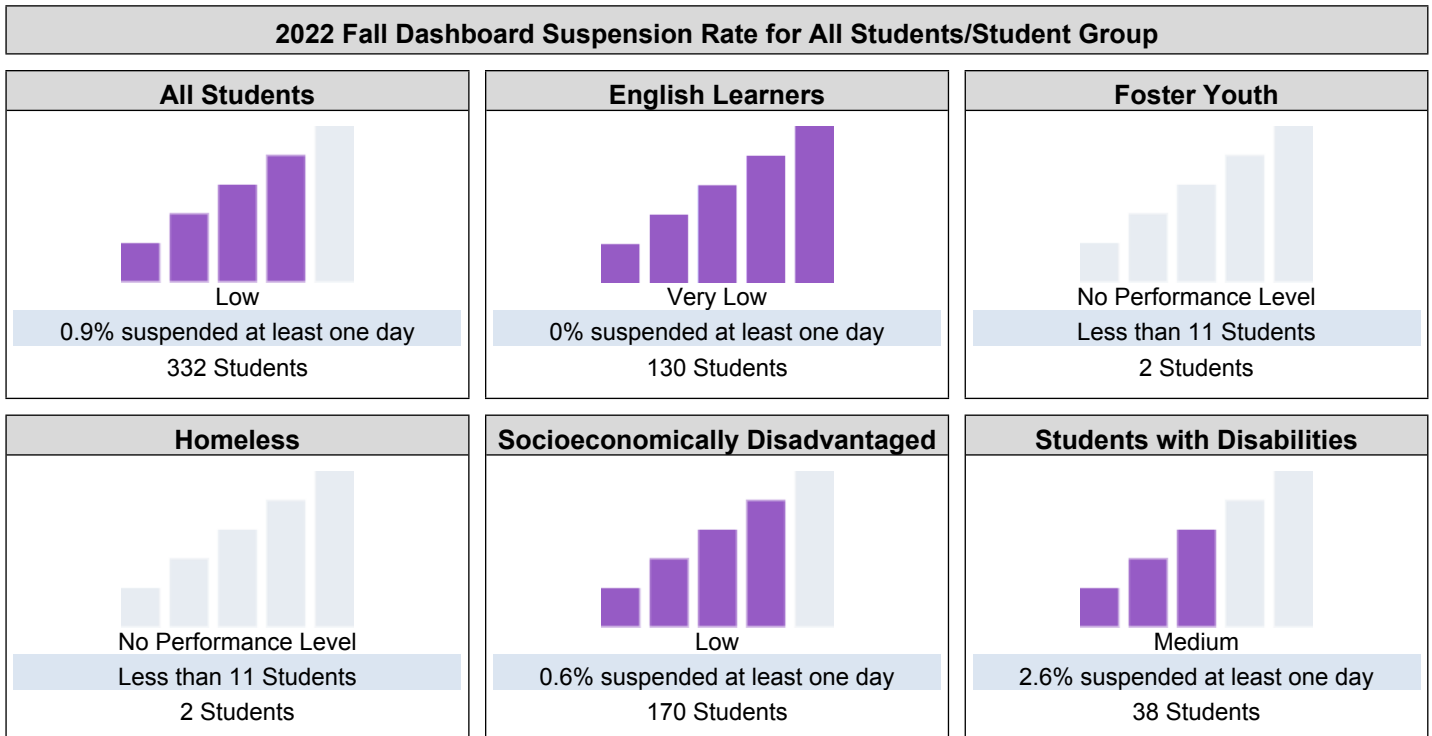 2022 Fall Dashboard Suspension Rate for All Students/Student Group
All Students
Low
0.9% suspended at least one day
332 Students
English Learners
Very Low
0% suspended at least one day
130 Students
Foster Youth
No Performance Level
Less than 11 Students
2 Students
Homeless
No Performance Level
Less than 11 Students
2 Students
Socioeconomically Disadvantaged
Low
0.6% suspended at least one day
170 Students
Students with Disabilities
Medium
2.6% suspended at least one day
38 Students